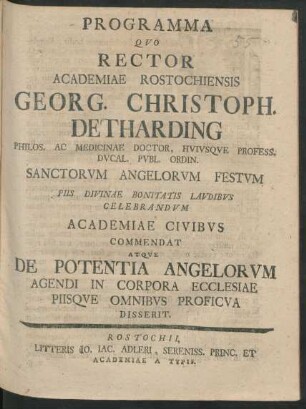 PROGRAMMA
QVO
RECTOR
ACADEMIAE ROSTOCHIENSIS
GEORG. CHRISTOPH.
DETHARDING
PHILOS. AC MEDICINAE DOCTOR, HVIVSQVE PROFESS.
DVCAL. PVBL. ORDIN.
SANCTORVM ANGELORVM FESTVM
PIIS DIVINAE BONITATIS LAVDIBVS
CELEBRANDVM
ACADEMIAE CIVIBVS
COMMENDAT
ATQVE
DE POTENTIA ANGELORVM
AGENDI IN CORPORA ECCLESIAE
PIISQVE OMNIBVS PROFICVA
DISSERIT.
ROSTOCHII,
LITTERIS IO. IAC. ADLERI, SERENISS. PRINC. ET
ACADEMIAE A TYPIS.